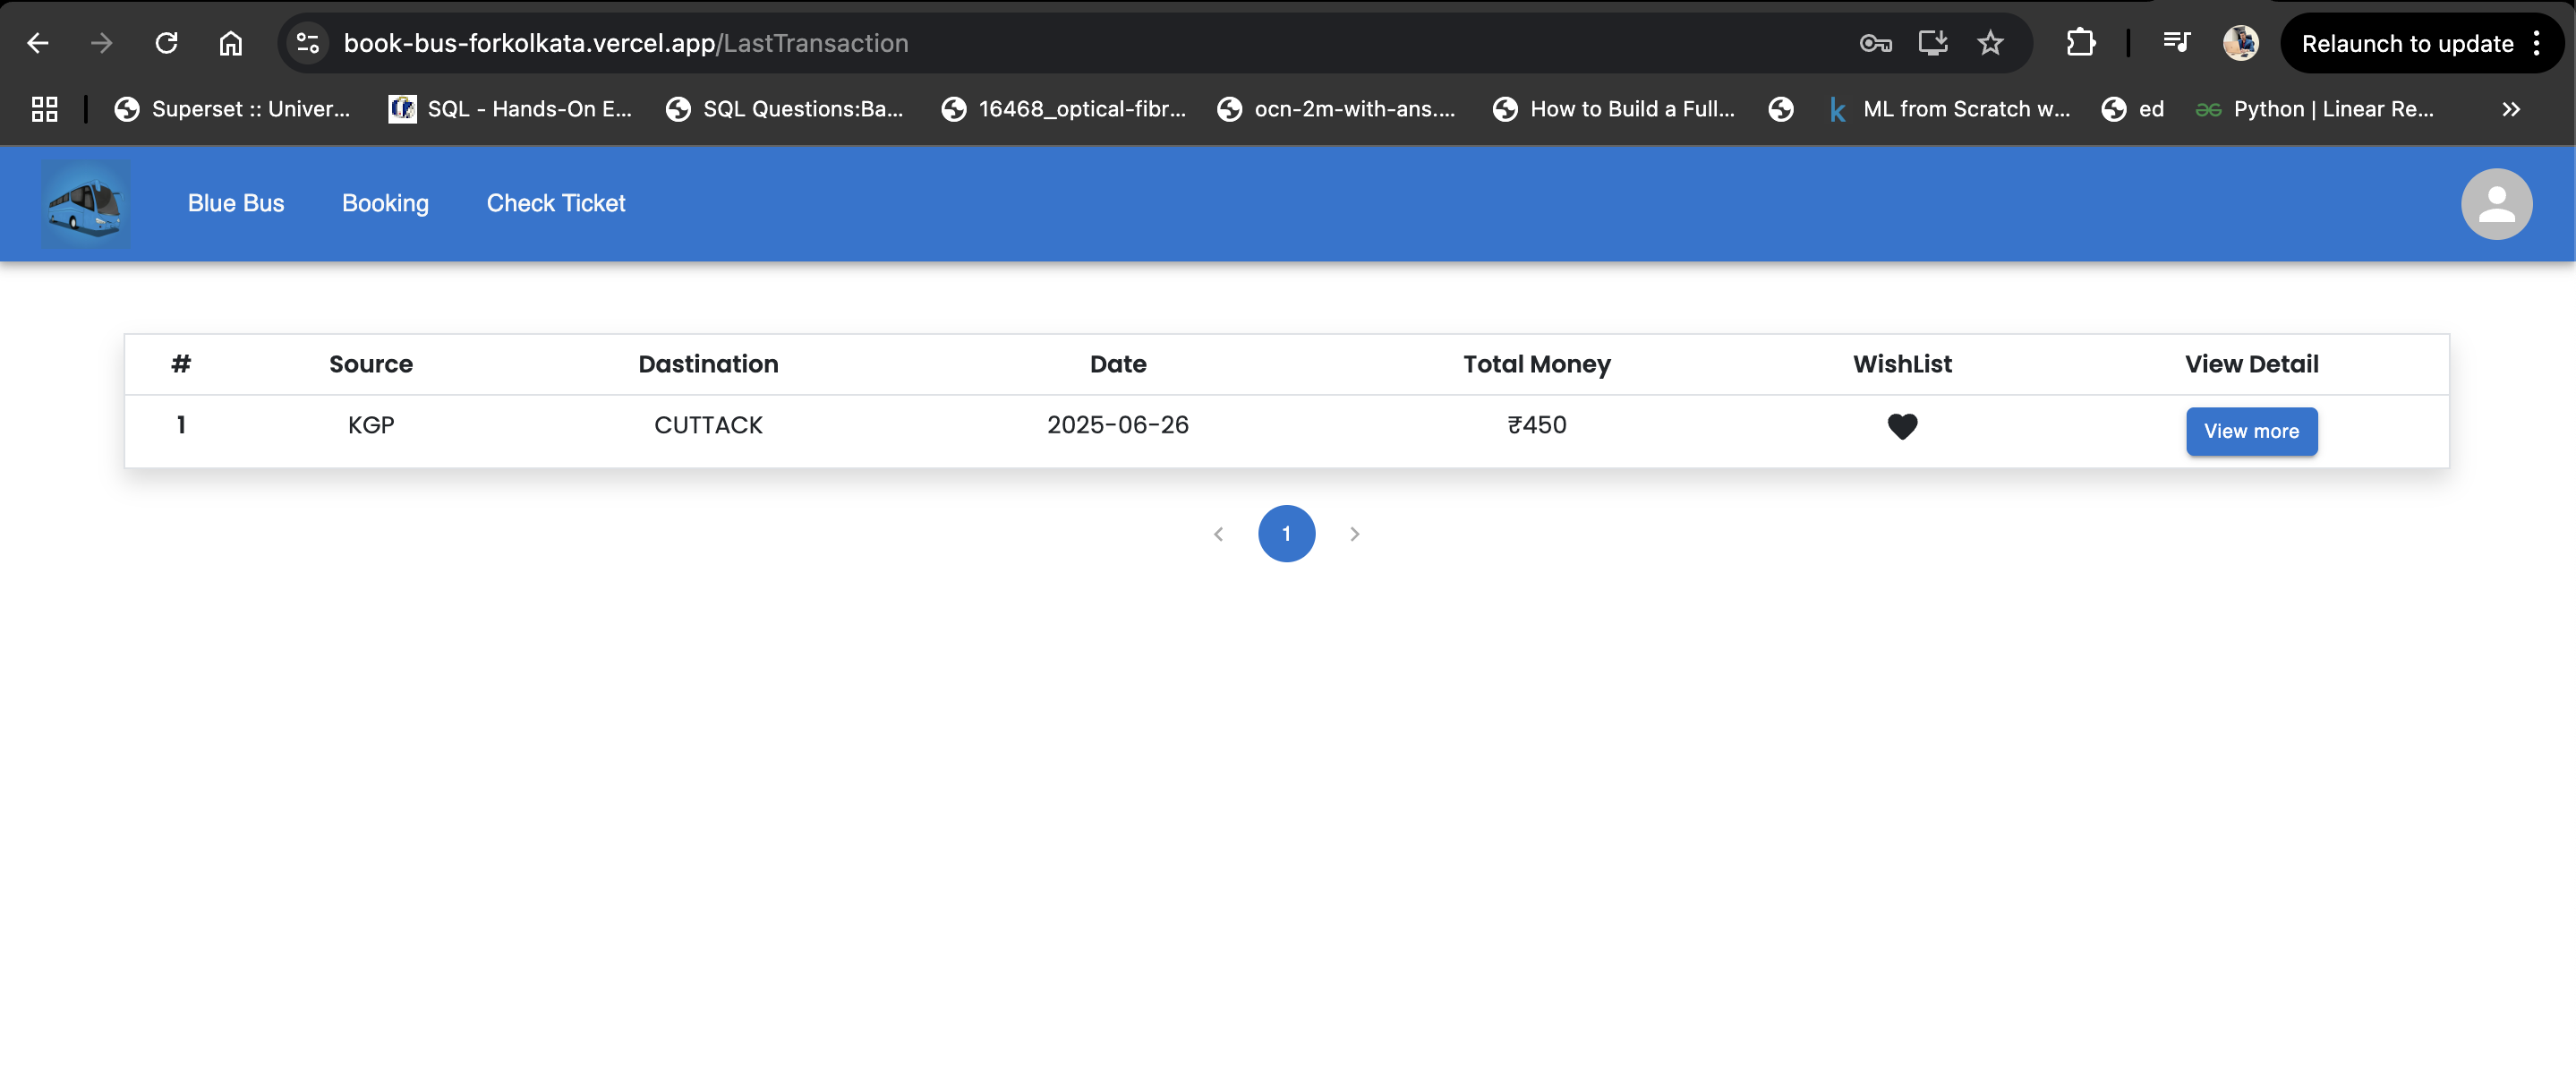 book-bus-forkolkata.vercel.app/LastTransaction
Relaunch to update
Superset :: Univer... SQL - Hands-On E... SQL Questions:Ba... 16468_optical-fibr... ocn-2m-with-ans.... How to Build a Full... ML from Scratch w... ed Python | Linear Re...
Blue Bus Booking Check Ticket
# Source Dastination Date Total Money WishList View Detail
1 KGP CUTTACK 2025-06-26 ₹450 View more
1